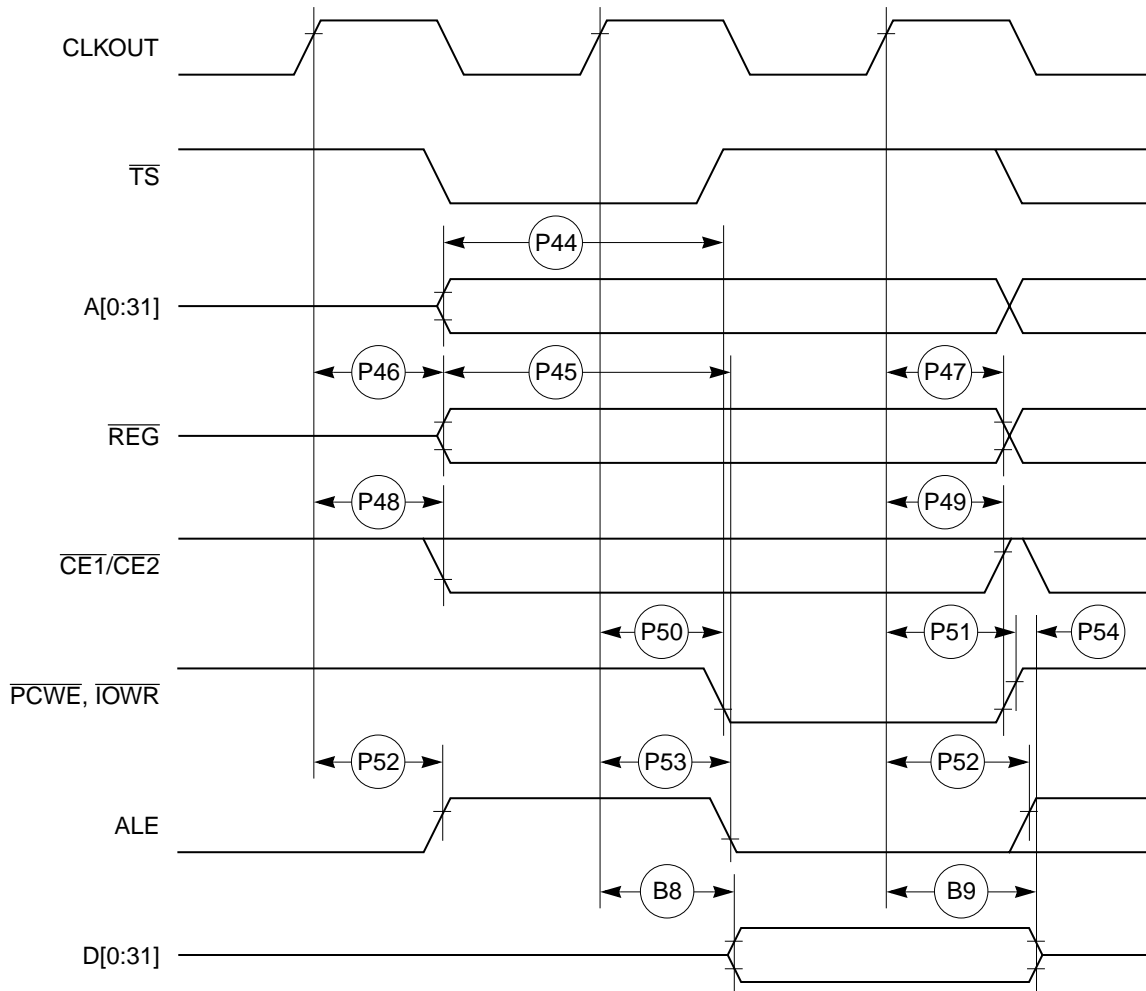 CLKOUT
TS
P44
A[0:31]
P46 P45 P47
REG
P48 P49
CE1/CE2
P50 P51 P54
PCWE, IOWR
P52 P53 P52
ALE
B8 B9
D[0:31]